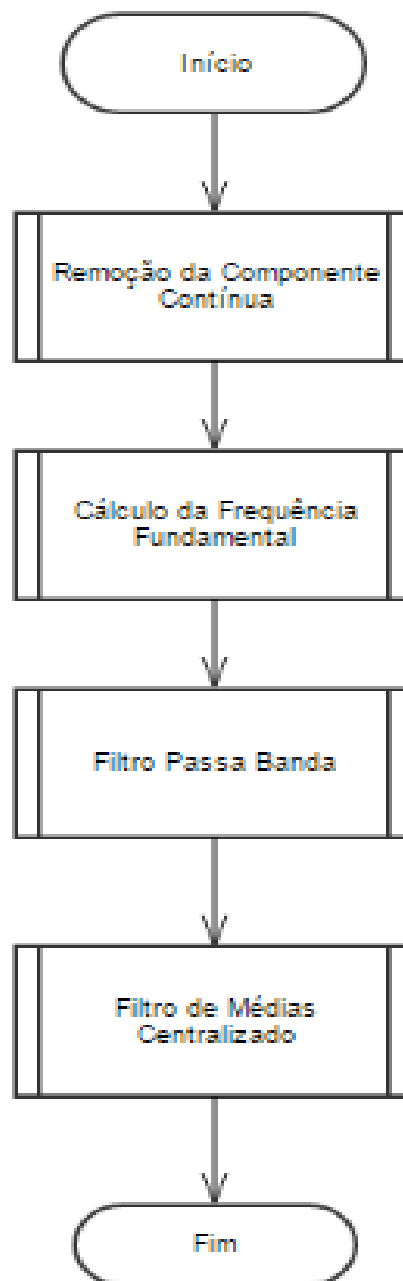 Início
Remoção da Componente
Contínua
Cálculo da Frequência
Fundamental
Filtro Passa Banda
Filtro de Médias
Centralizado
Fim